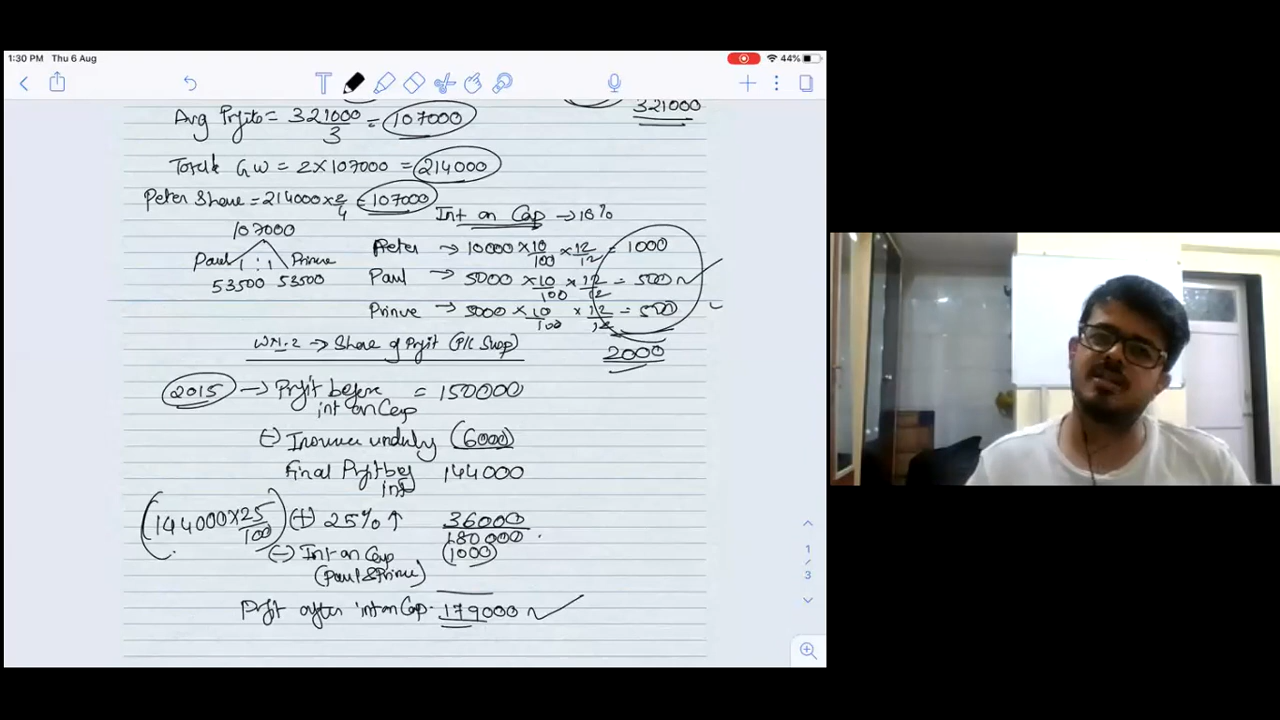 1:30 PM Thu 6 Aug
44%
321000
Avg Profits = 321000/3 = 107000
Total GW = 2 × 107000 = 214000
Peter Share = 214000 × 2/4 = 107000
107000
Paul Prince
1 : 1
53500 53500
Int on Cap → 10%
Peter → 10000 × 10/100 × 12/12 = 1000
Paul → 5000 × 10/100 × 12/12 = 500
Prince → 5000 × 10/100 × 12/12 = 500
2000
WN.2 → Share of Profit (P/L Susp)
2015 → Profit before int on Cap = 150000
(-) Insurance (6000)
Final Profit bef int 144000
(144000 × 25/100) (+) 25% ↑ 36000
180000
(-) Int on Cap (1000)
(Paul & Prince)
Profit after int on Cap. 179000
1
/
3